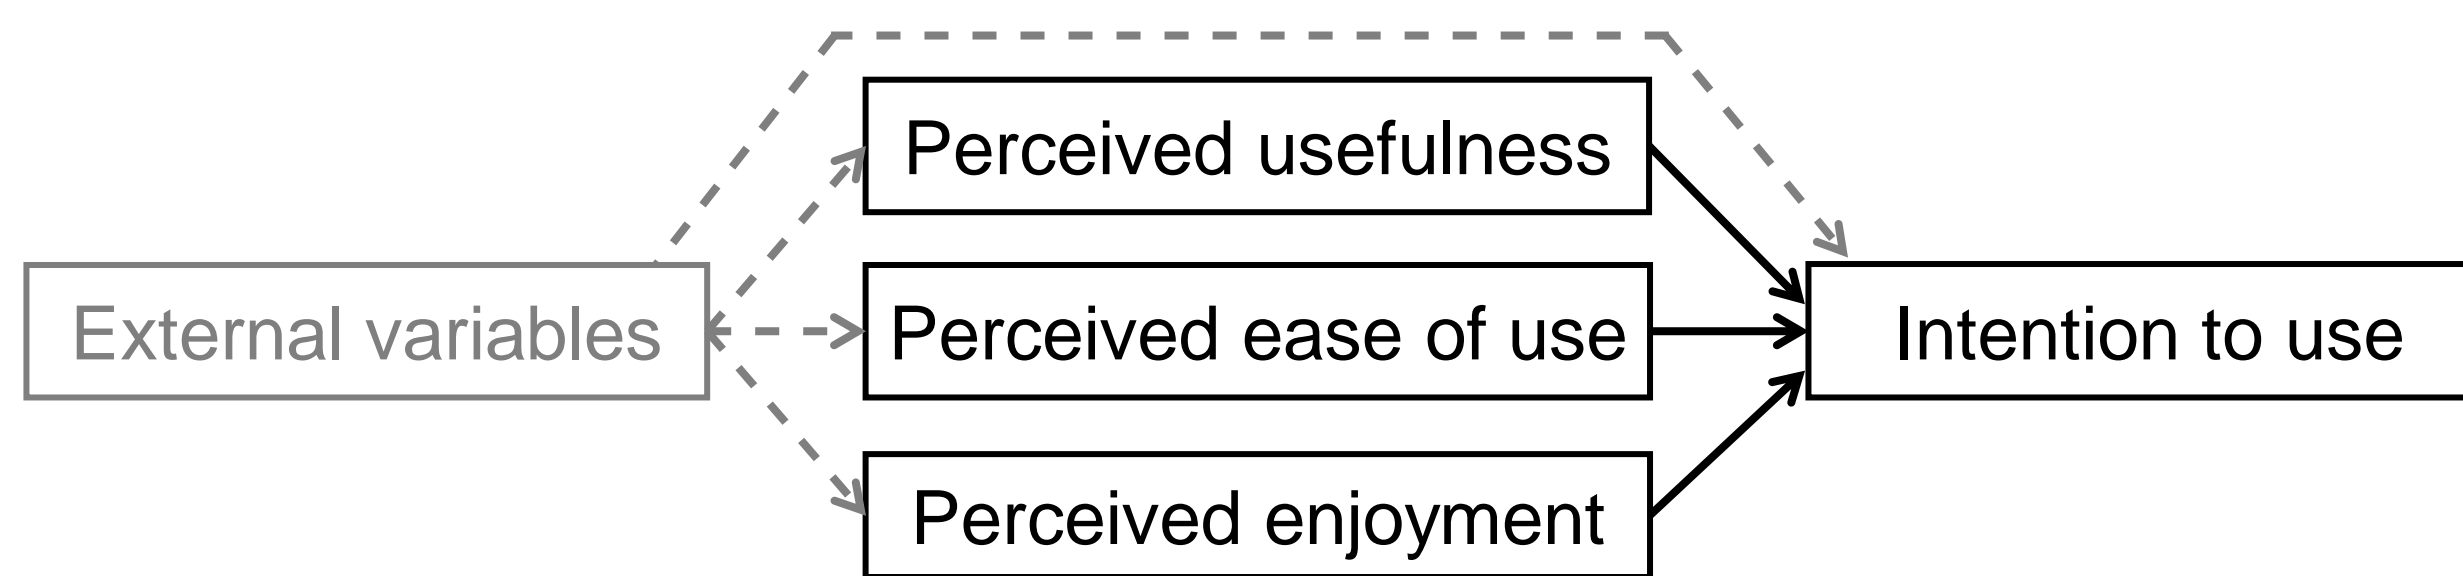 Perceived usefulness
External variables
Perceived ease of use
Intention to use
Perceived enjoyment